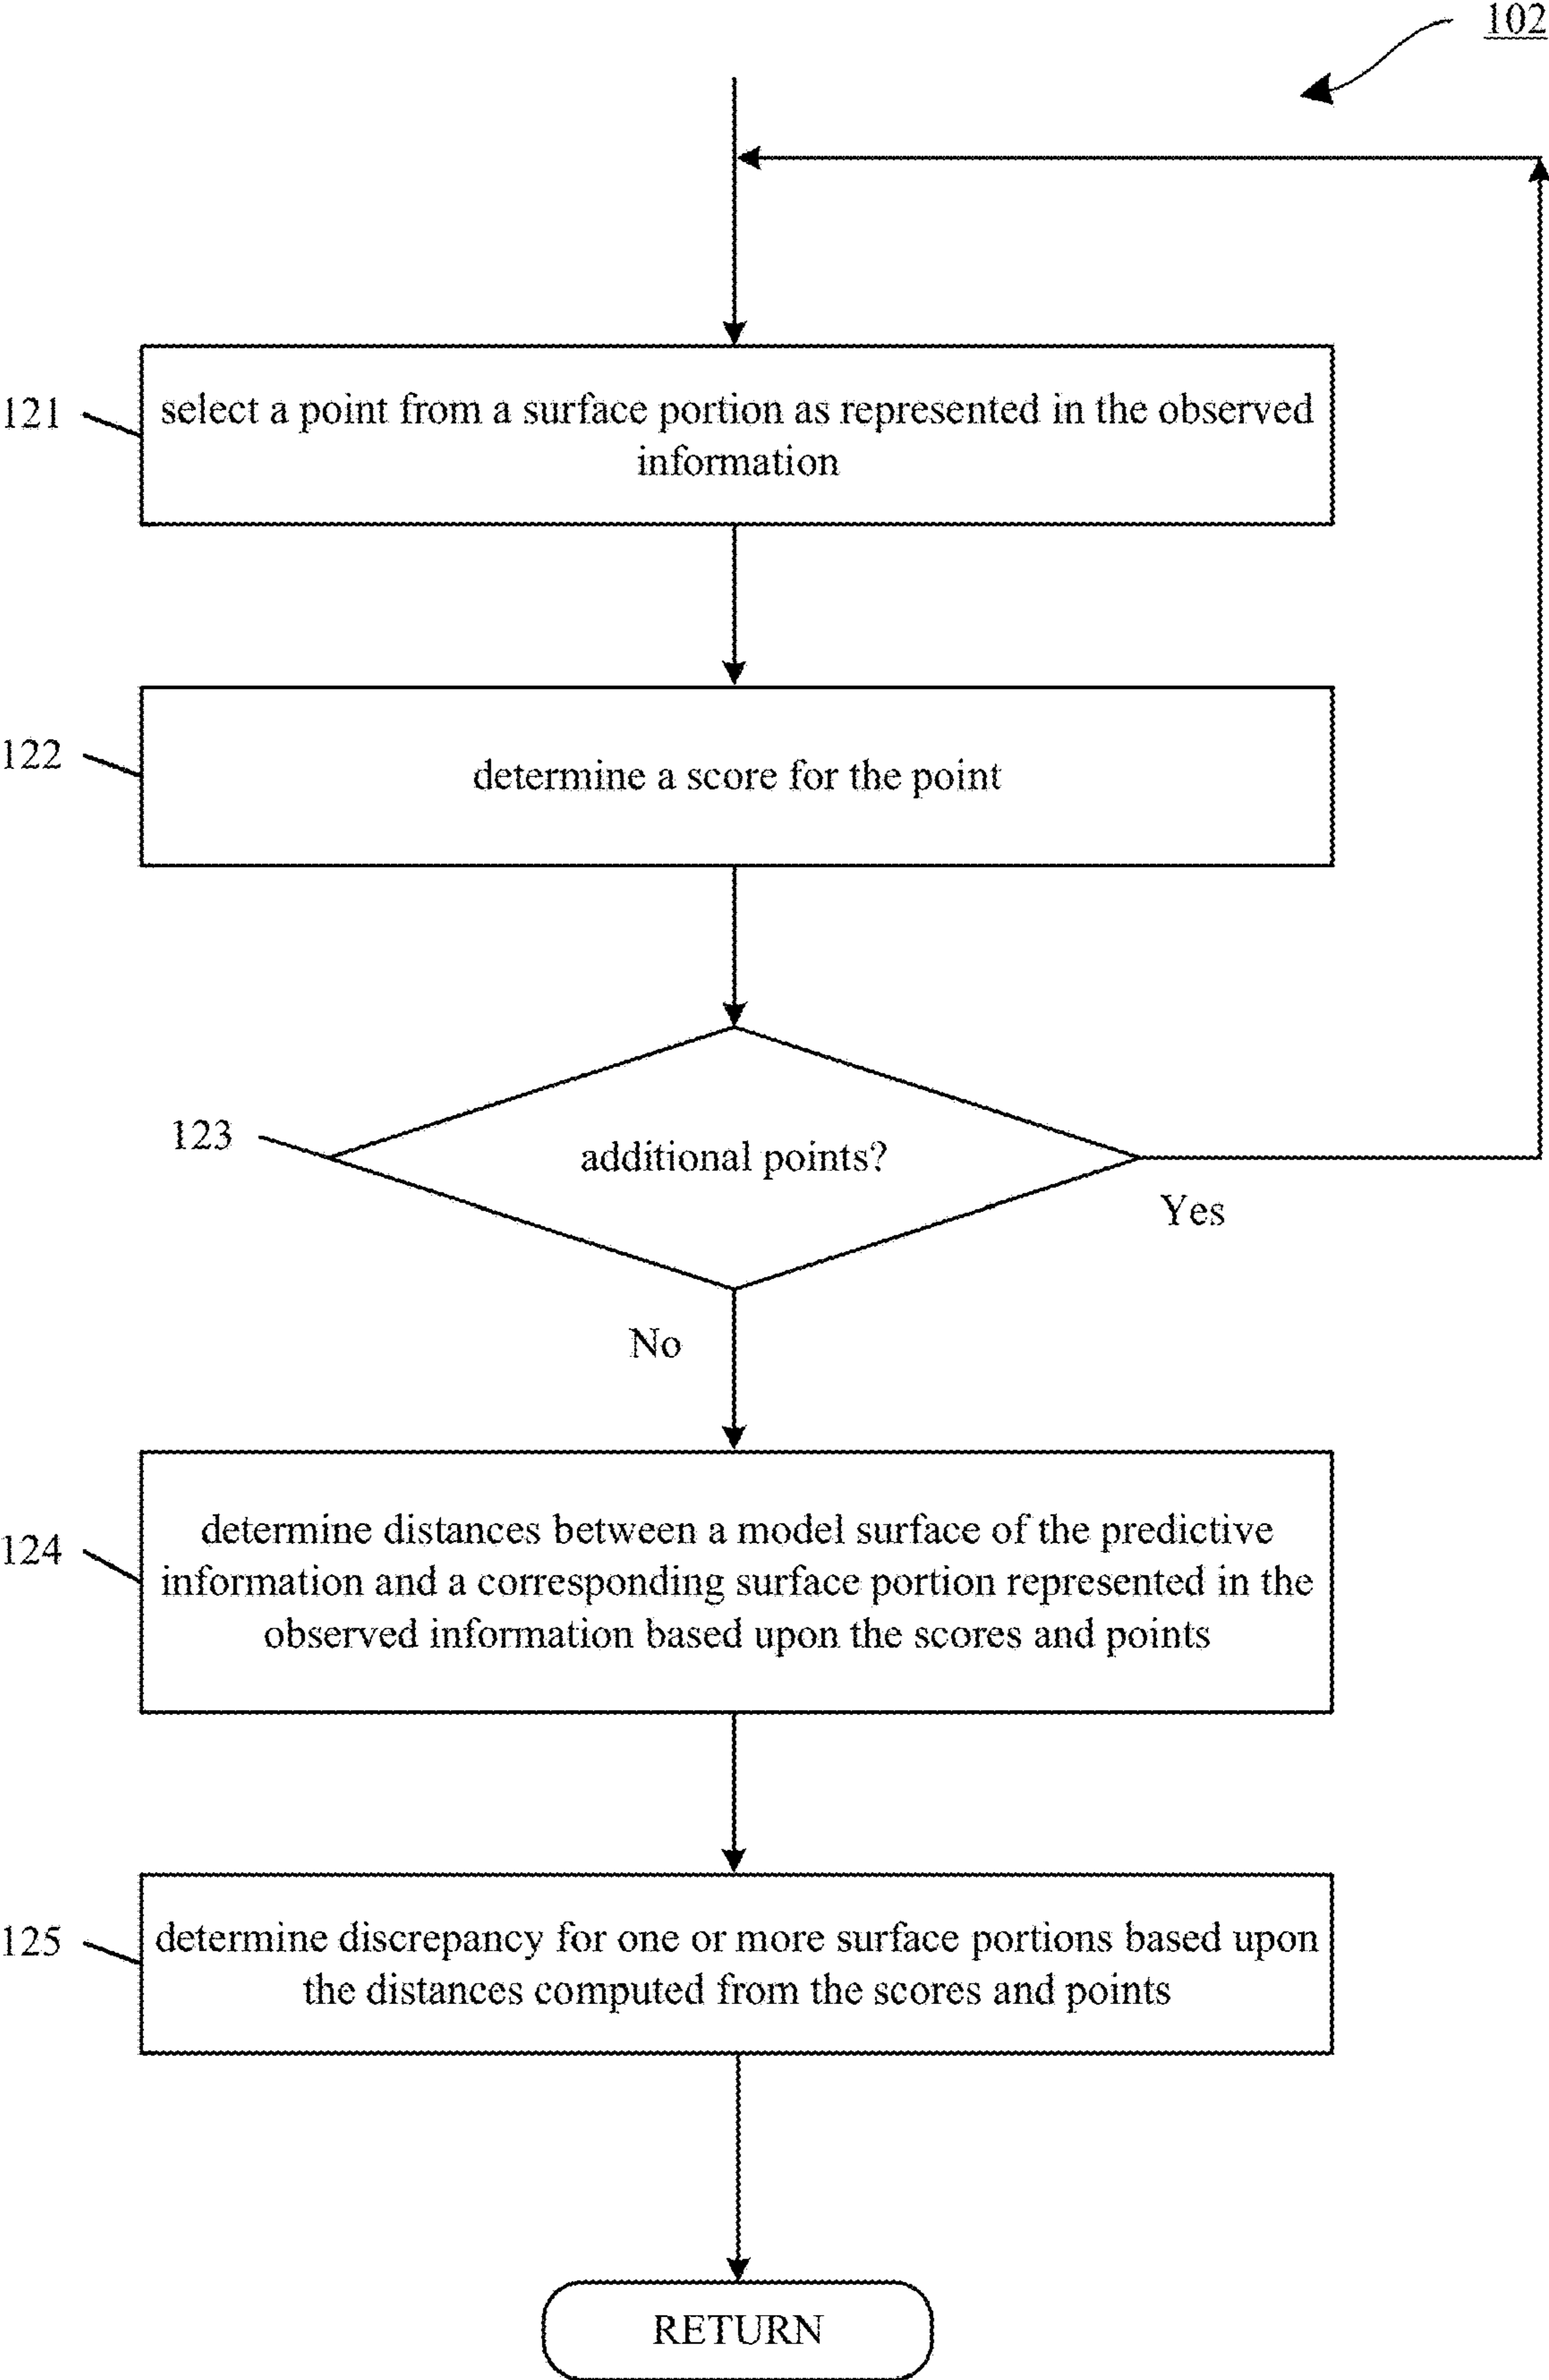 102
121
select a point from a surface portion as represented in the observed
information
122
determine a score for the point
123
additional points?
Yes
No
124
determine distances between a model surface of the predictive
information and a corresponding surface portion represented in the
observed information based upon the scores and points
125
determine discrepancy for one or more surface portions based upon
the distances computed from the scores and points
RETURN